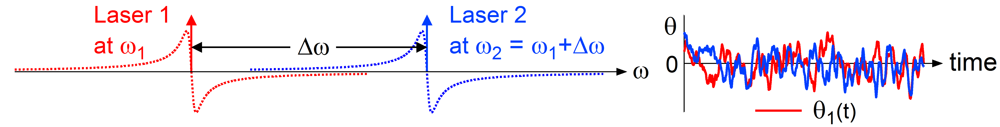 Laser 1
at ω₁
Δω
Laser 2
at ω₂ = ω₁+Δω
ω
θ
0
time
θ₁(t)